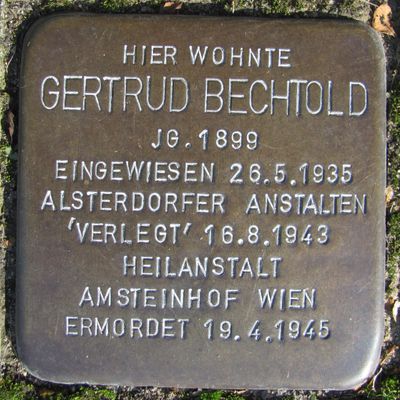 HIER WOHNTE
GERTRUD BECHTOLD
JG. 1899
EINGEWIESEN 26.5.1935
ALSTERDORFER ANSTALTEN
'VERLEGT' 16.8.1943
HEILANSTALT
AMSTEINHOF WIEN
ERMORDET 19.4.1945